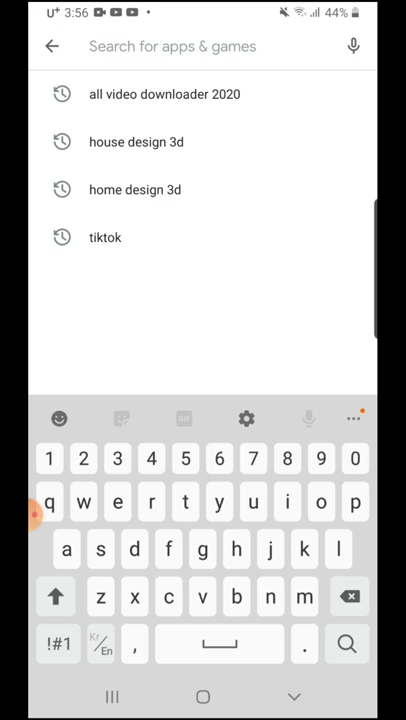 U+ 3:56 44%
Search for apps & games
all video downloader 2020
house design 3d
home design 3d
tiktok
GIF
1 2 3 4 5 6 7 8 9 0
q w e r t y u i o p
a s d f g h j k l
z x c v b n m
!#1 Kr/En , .